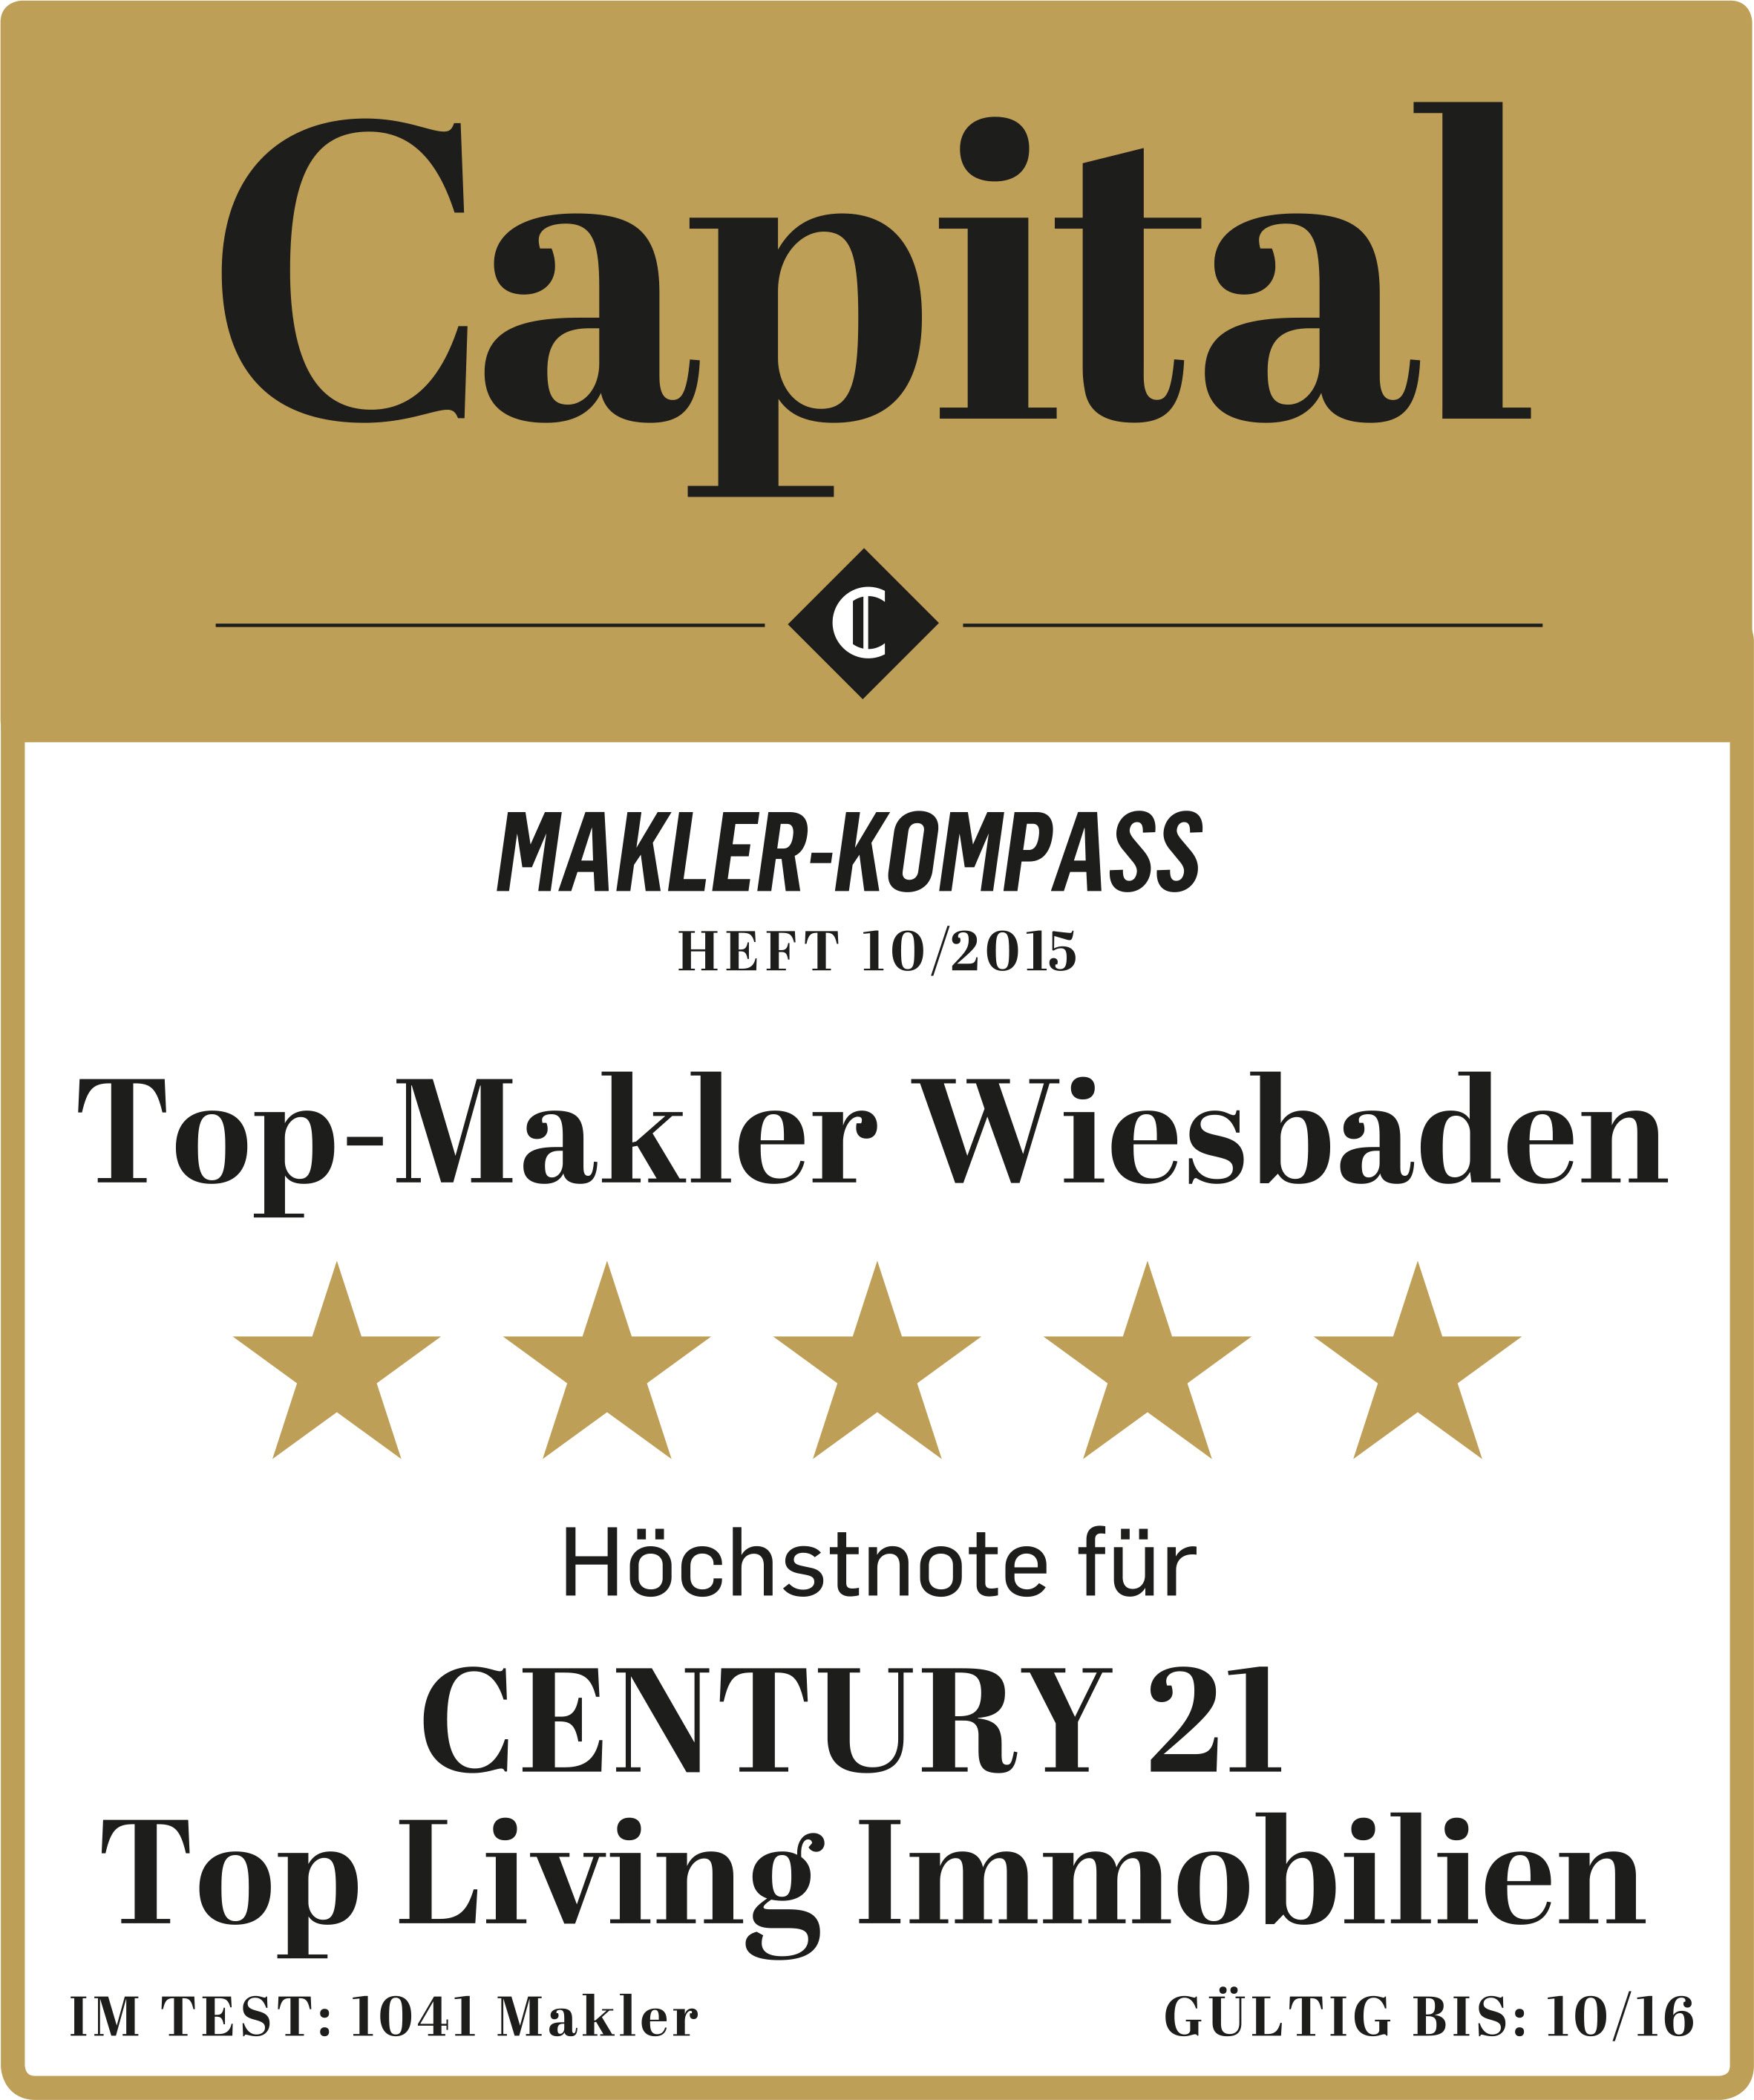 Capital
C
MAKLER-KOMPASS
HEFT 10/2015
Top-Makler Wiesbaden
Höchstnote für
CENTURY 21
Top Living Immobilien
IM TEST: 1041 Makler GÜLTIG BIS: 10/16